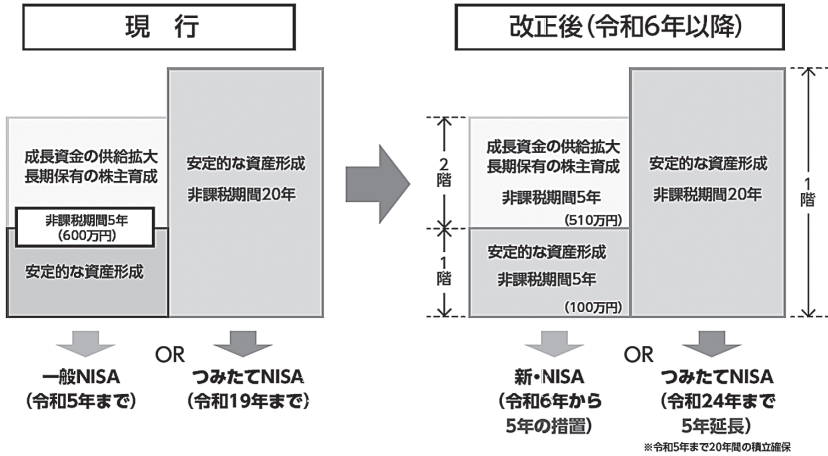 現 行
成長資金の供給拡大
長期保有の株主育成
非課税期間5年
(600万円)
安定的な資産形成
安定的な資産形成
非課税期間20年
OR
一般NISA
(令和5年まで)
つみたてNISA
(令和19年まで)
改正後(令和6年以降)
2階
1階
成長資金の供給拡大
長期保有の株主育成
非課税期間5年
(510万円)
安定的な資産形成
非課税期間5年
(100万円)
安定的な資産形成
非課税期間20年
1階
OR
新・NISA
(令和6年から
5年の措置)
つみたてNISA
(令和24年まで
5年延長)
※令和5年まで20年間の積立確保